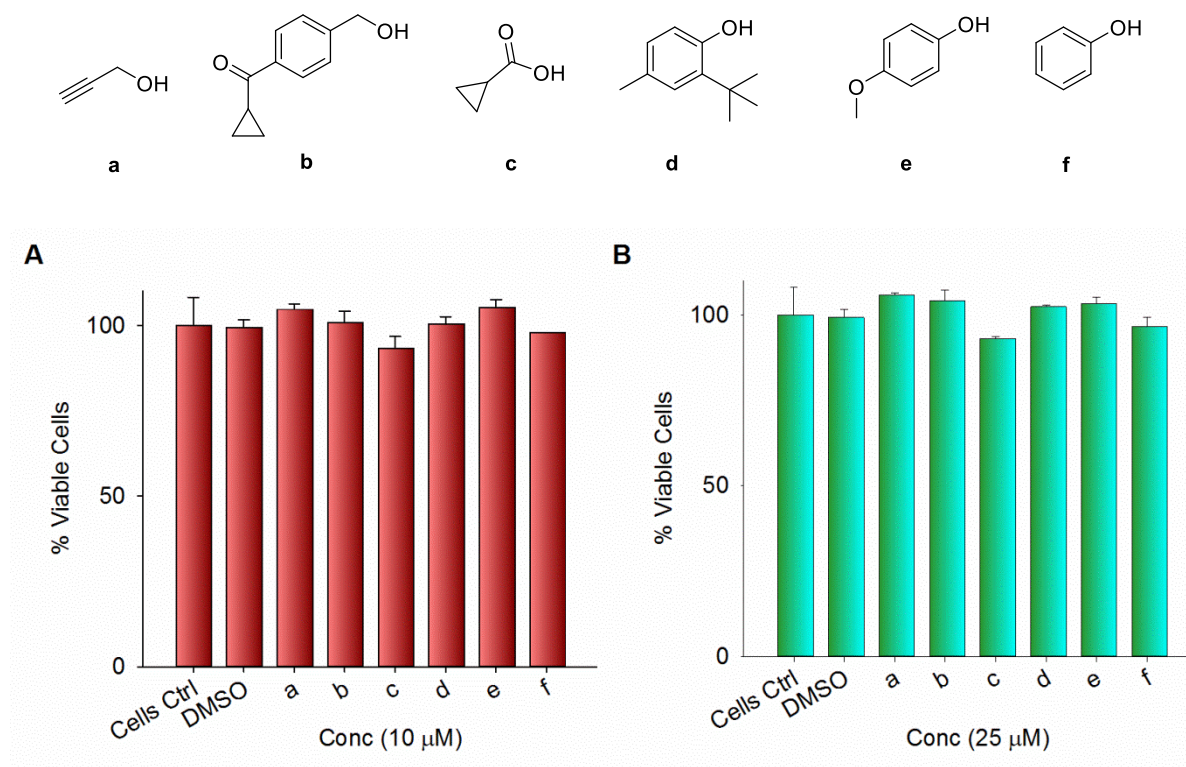 OH
O
OH
O
OH
OH
OH
O
OH
a
b
c
d
e
f
A
% Viable Cells
100
50
0
Cells Ctrl
DMSO
a
b
c
d
e
f
Conc (10 μM)
B
% Viable Cells
100
50
0
Cells Ctrl
DMSO
a
b
c
d
e
f
Conc (25 μM)